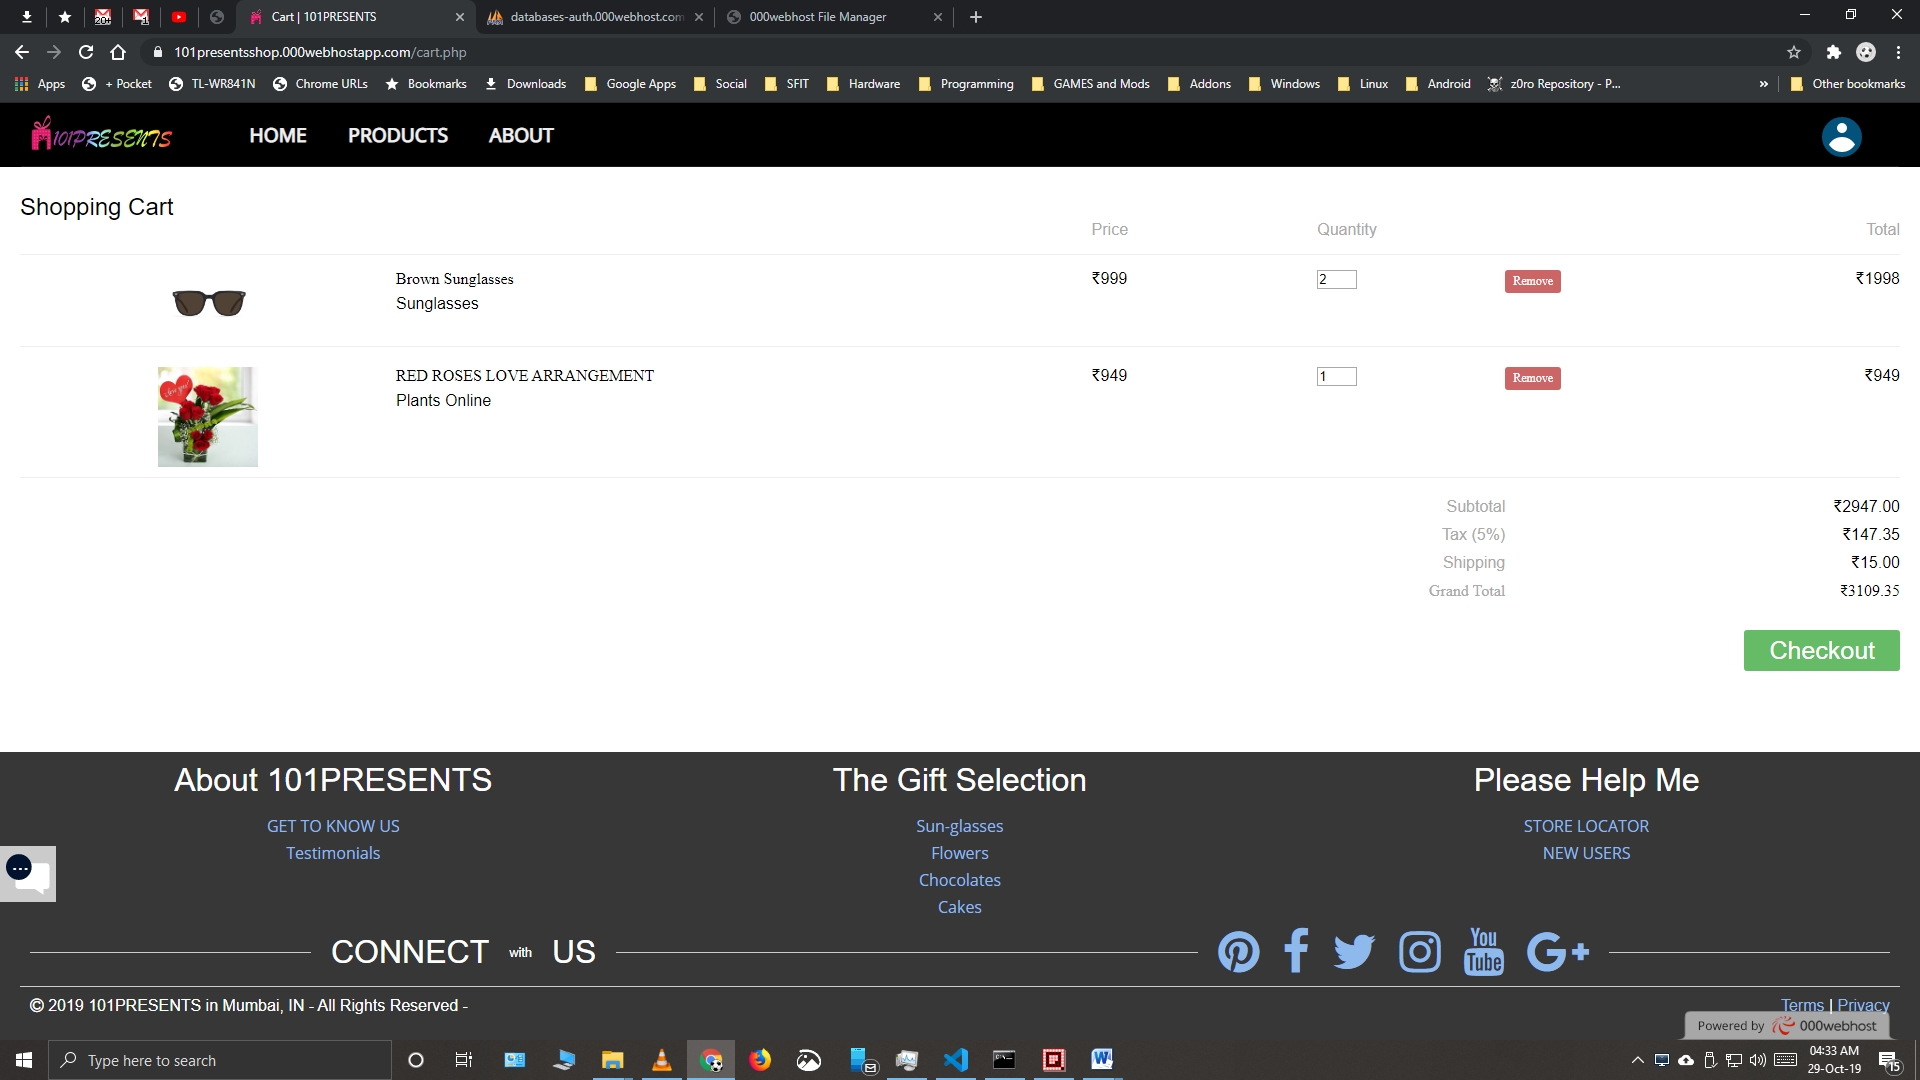 20+
1
Cart | 101PRESENTS
databases-auth.000webhost.com
000webhost File Manager
101presentsshop.000webhostapp.com/cart.php
Apps
+ Pocket
TL-WR841N
Chrome URLs
Bookmarks
Downloads
Google Apps
Social
SFIT
Hardware
Programming
GAMES and Mods
Addons
Windows
Linux
Android
z0ro Repository - P...
»
Other bookmarks
101PRESENTS
HOME
PRODUCTS
ABOUT
Shopping Cart
Price
Quantity
Total
Brown Sunglasses
Sunglasses
₹999
2
Remove
₹1998
RED ROSES LOVE ARRANGEMENT
Plants Online
₹949
1
Remove
₹949
Subtotal ₹2947.00
Tax (5%) ₹147.35
Shipping ₹15.00
Grand Total ₹3109.35
Checkout
About 101PRESENTS
GET TO KNOW US
Testimonials
The Gift Selection
Sun-glasses
Flowers
Chocolates
Cakes
Please Help Me
STORE LOCATOR
NEW USERS
CONNECT with US
You Tube
G+
© 2019 101PRESENTS in Mumbai, IN - All Rights Reserved -
Terms | Privacy
Powered by 000webhost
Type here to search
04:33 AM
29-Oct-19
15